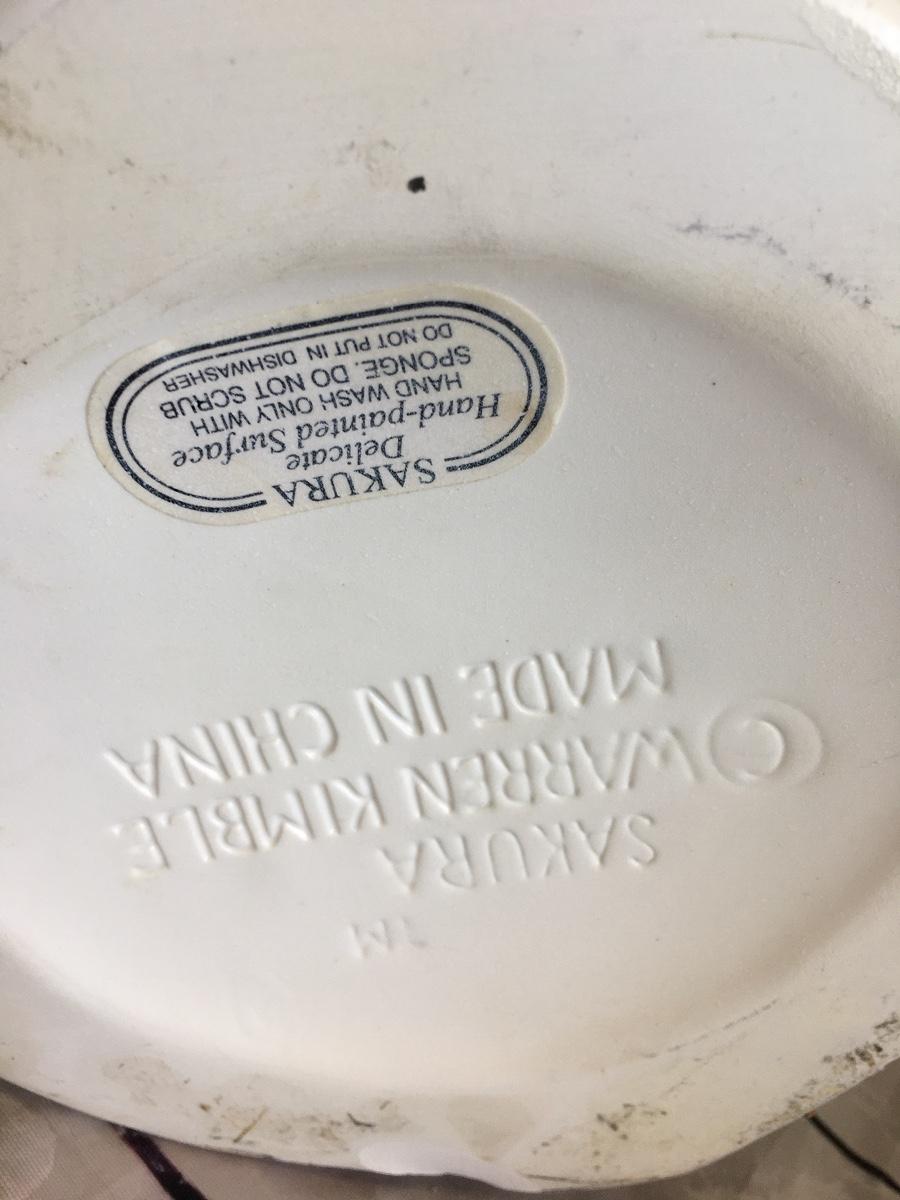 TM
SAKURA
©WARREN KIMBLE
MADE IN CHINA
SAKURA
Delicate
Hand-painted Surface
HAND WASH ONLY WITH
SPONGE. DO NOT SCRUB
DO NOT PUT IN DISHWASHER